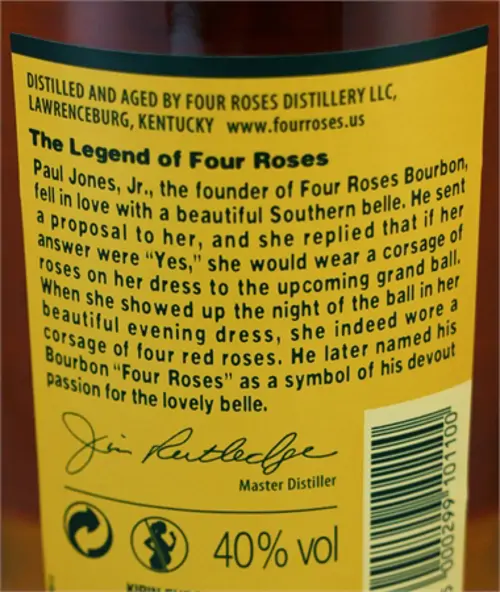 DISTILLED AND AGED BY FOUR ROSES DISTILLERY LLC,
LAWRENCEBURG, KENTUCKY www.fourroses.us
The Legend of Four Roses
Paul Jones, Jr., the founder of Four Roses Bourbon,
fell in love with a beautiful Southern belle. He sent
a proposal to her, and she replied that if her
answer were "Yes," she would wear a corsage of
roses on her dress to the upcoming grand ball.
When she showed up the night of the ball in her
beautiful evening dress, she indeed wore a
corsage of four red roses. He later named his
Bourbon "Four Roses" as a symbol of his devout
passion for the lovely belle.
Jim Rutledge
Master Distiller
40% vol
000299 101100